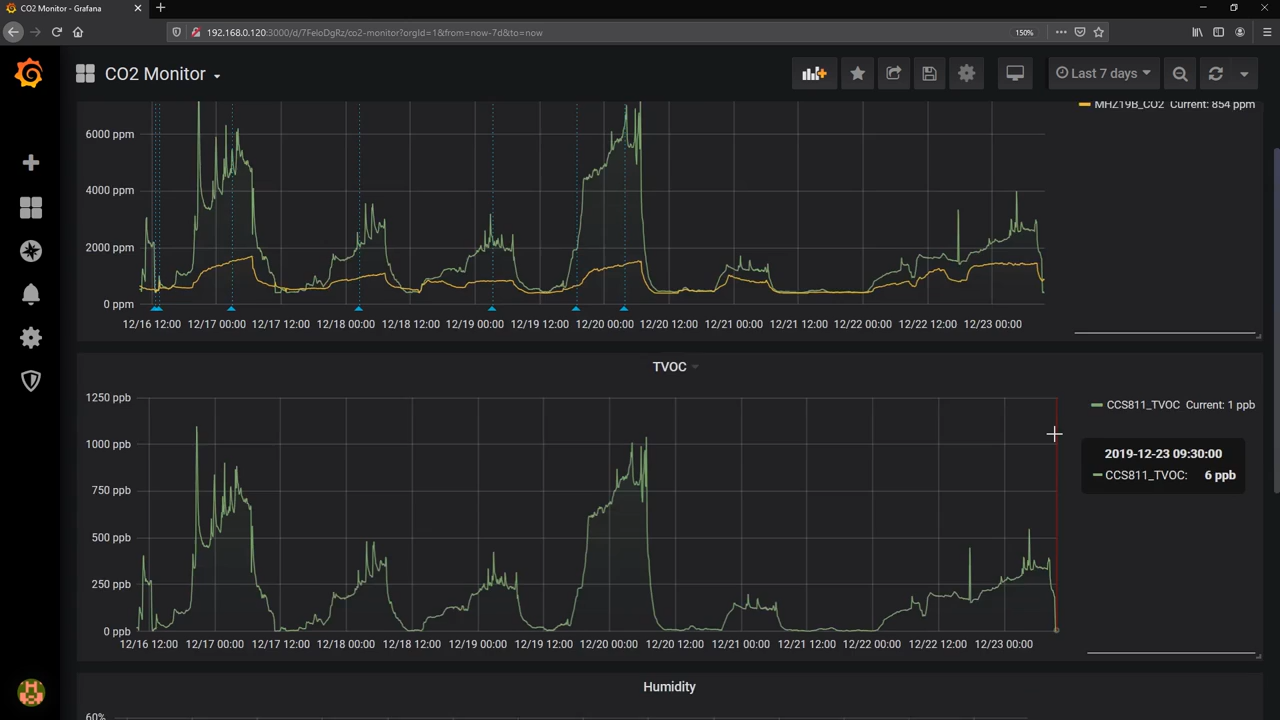 CO2 Monitor - Grafana
192.168.0.120:3000/d/7FeloDgRz/co2-monitor?orgId=1&from=now-7d&to=now
150%
CO2 Monitor
Last 7 days
MHZ19B_CO2 Current: 854 ppm
6000 ppm
4000 ppm
2000 ppm
0 ppm
12/16 12:00 12/17 00:00 12/17 12:00 12/18 00:00 12/18 12:00 12/19 00:00 12/19 12:00 12/20 00:00 12/20 12:00 12/21 00:00 12/21 12:00 12/22 00:00 12/22 12:00 12/23 00:00
TVOC
1250 ppb
CCS811_TVOC Current: 1 ppb
1000 ppb
2019-12-23 09:30:00
CCS811_TVOC: 6 ppb
750 ppb
500 ppb
250 ppb
0 ppb
12/16 12:00 12/17 00:00 12/17 12:00 12/18 00:00 12/18 12:00 12/19 00:00 12/19 12:00 12/20 00:00 12/20 12:00 12/21 00:00 12/21 12:00 12/22 00:00 12/22 12:00 12/23 00:00
Humidity
60%